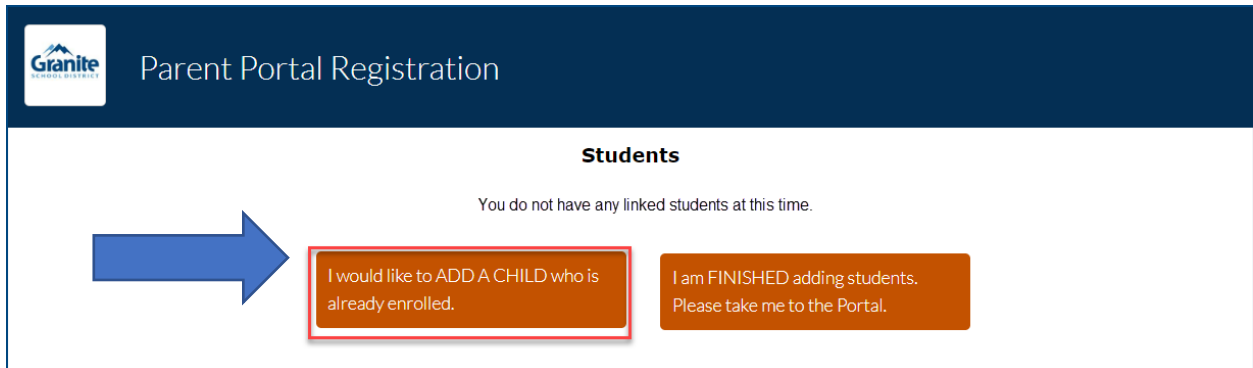 Granite
SCHOOL DISTRICT
Parent Portal Registration
Students
You do not have any linked students at this time.
I would like to ADD A CHILD who is
already enrolled.
I am FINISHED adding students.
Please take me to the Portal.